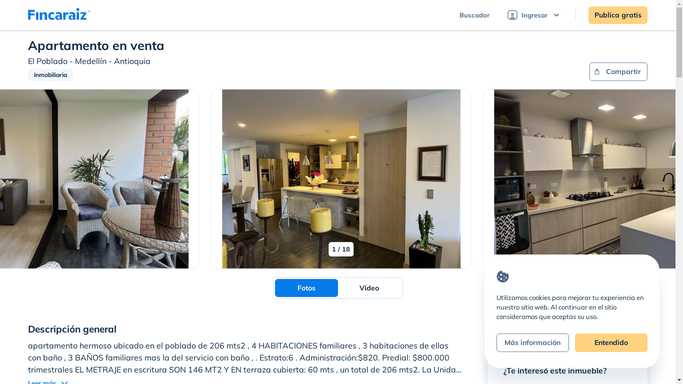 Fincaraiz
Buscador
Ingresar
Publica gratis
Apartamento en venta
El Poblado - Medellín - Antioquia
Inmobiliaria
Compartir
1 / 18
Fotos
Video
Descripción general
apartamento hermoso ubicado en el poblado de 206 mts2 , 4 HABITACIONES familiares , 3 habitaciones de ellas
con baño , 3 BAÑOS familiares mas la del servicio con baño , . Estrato:6 . Administración:$820. Predial: $800.000
trimestrales EL METRAJE en escritura SON 146 MT2 Y EN terraza cubierta: 60 mts , un total de 206 mts2. La Unida...
Leer más
Utilizamos cookies para mejorar tu experiencia en
nuestro sitio web. Al continuar en el sitio
consideramos que aceptas su uso.
Más información
Entendido
¿Te interesó este inmueble?